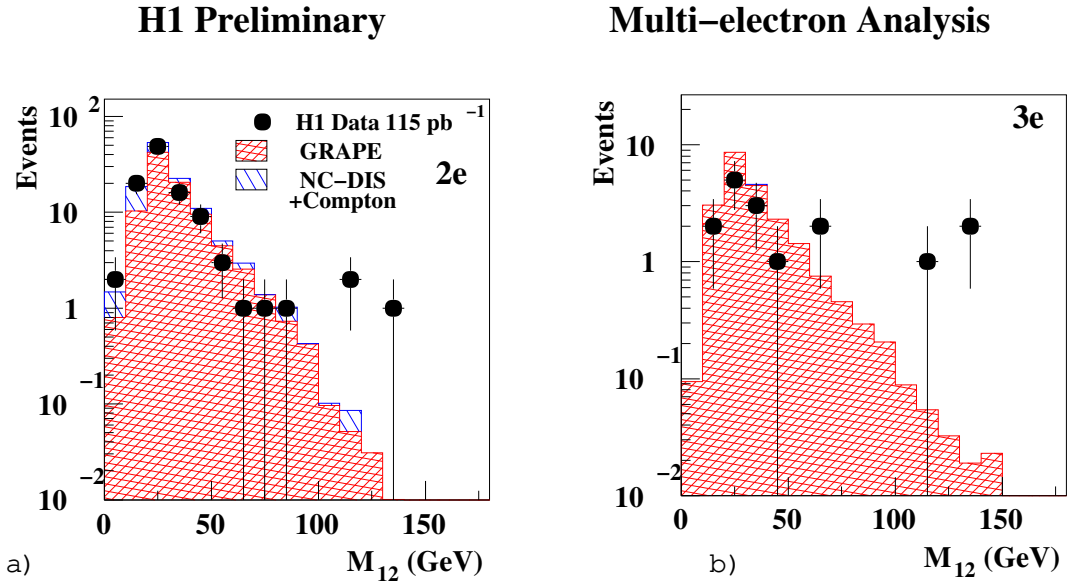 H1 Preliminary
Multi−electron Analysis
Events
10 2
10
1
10 −1
10 −2
H1 Data 115 pb −1
GRAPE
NC-DIS
+Compton
2e
0 50 100 150
M12 (GeV)
a)
Events
10
1
10 −1
10 −2
3e
0 50 100 150
M12 (GeV)
b)